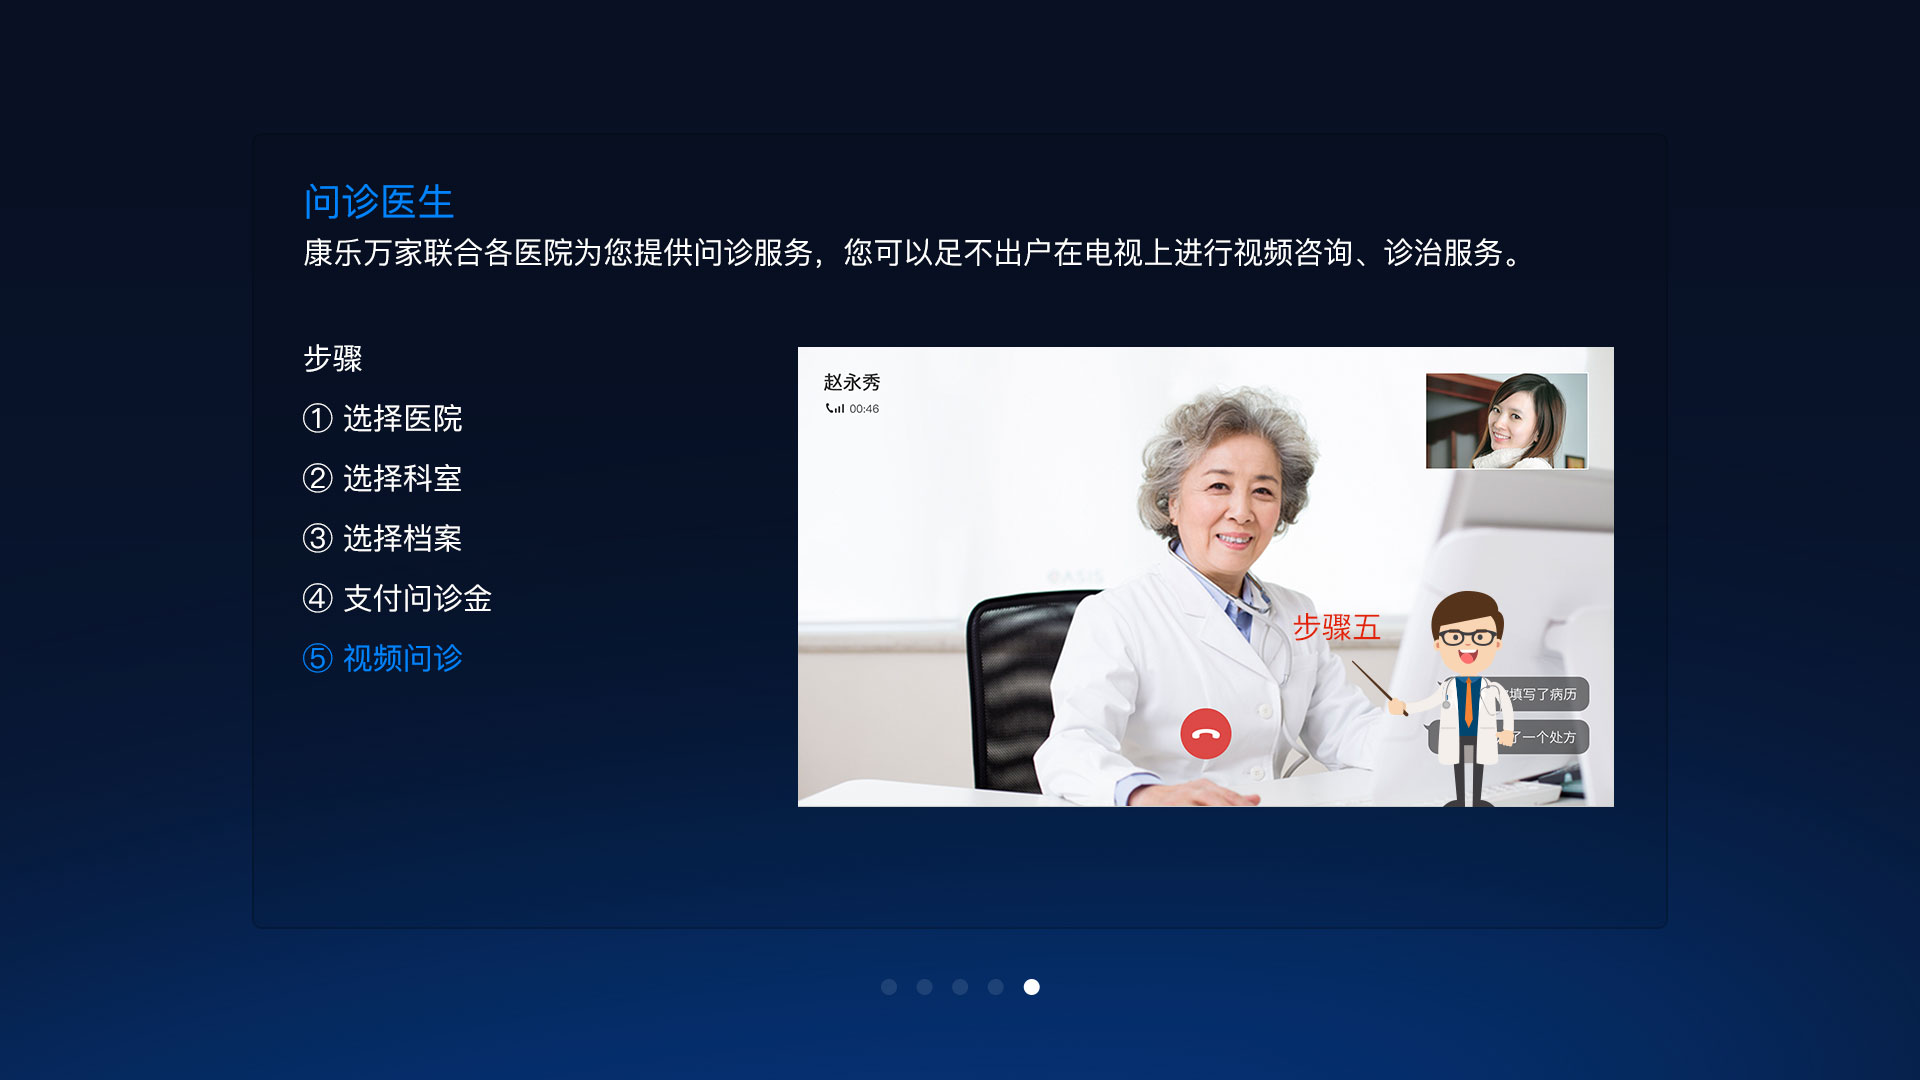 问诊医生
康乐万家联合各医院为您提供问诊服务，您可以足不出户在电视上进行视频咨询、诊治服务。
步骤
① 选择医院
② 选择科室
③ 选择档案
④ 支付问诊金
⑤ 视频问诊
赵永秀
00:46
OASIS
步骤五
填写了病历
了一个处方